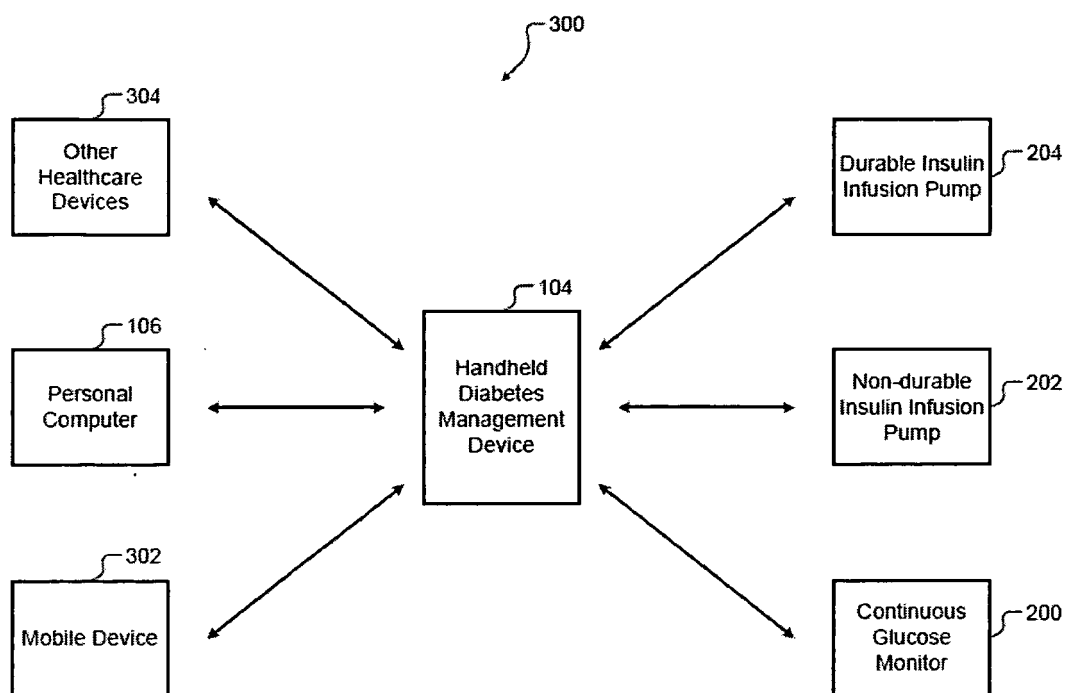 300
304
Other
Healthcare
Devices
204
Durable Insulin
Infusion Pump
104
Handheld
Diabetes
Management
Device
106
Personal
Computer
202
Non-durable
Insulin Infusion
Pump
302
Mobile Device
200
Continuous
Glucose
Monitor